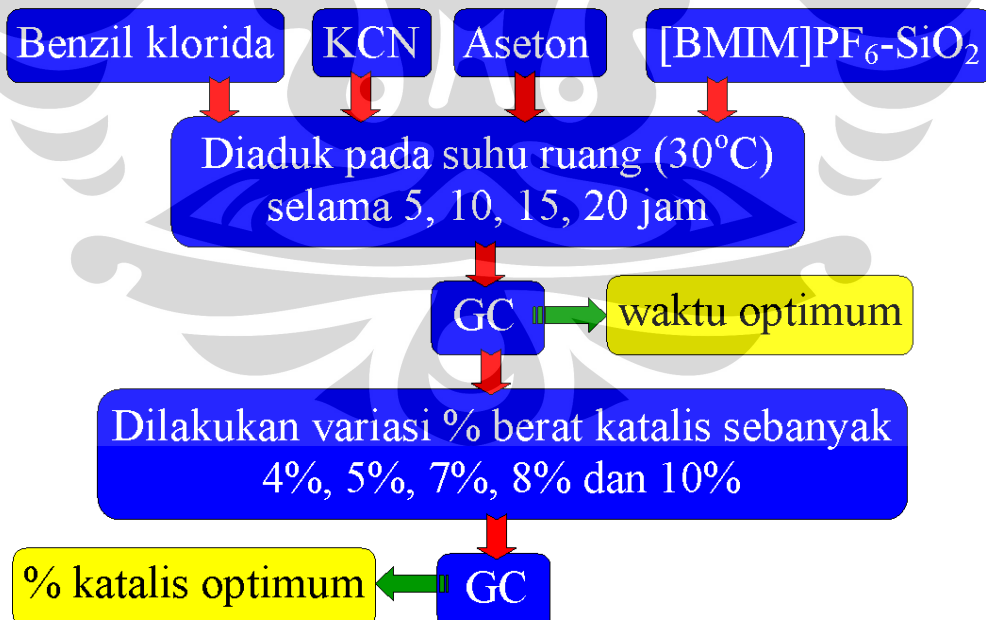 Benzil klorida
KCN
Aseton
[BMIM]PF₆-SiO₂
Diaduk pada suhu ruang (30°C)
selama 5, 10, 15, 20 jam
GC
waktu optimum
Dilakukan variasi % berat katalis sebanyak
4%, 5%, 7%, 8% dan 10%
% katalis optimum
GC